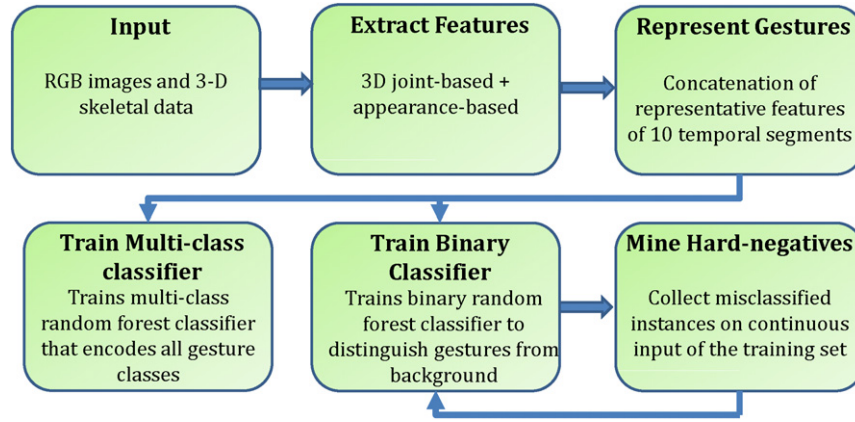 Input
RGB images and 3-D
skeletal data
Extract Features
3D joint-based +
appearance-based
Represent Gestures
Concatenation of
representative features
of 10 temporal segments
Train Multi-class
classifier
Trains multi-class
random forest classifier
that encodes all gesture
classes
Train Binary
Classifier
Trains binary random
forest classifier to
distinguish gestures from
background
Mine Hard-negatives
Collect misclassified
instances on continuous
input of the training set